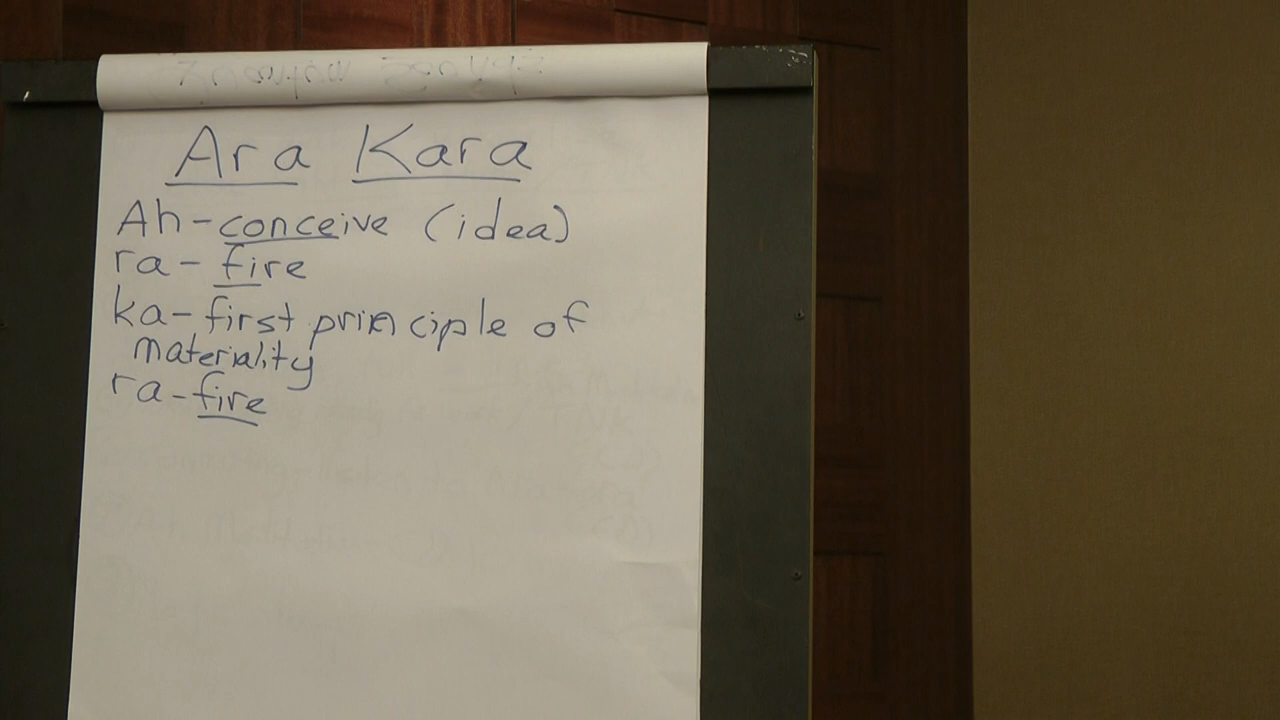 Ara Kara
Ah-conceive (idea)
ra- fire
ka-first principle of
materiality
ra-fire